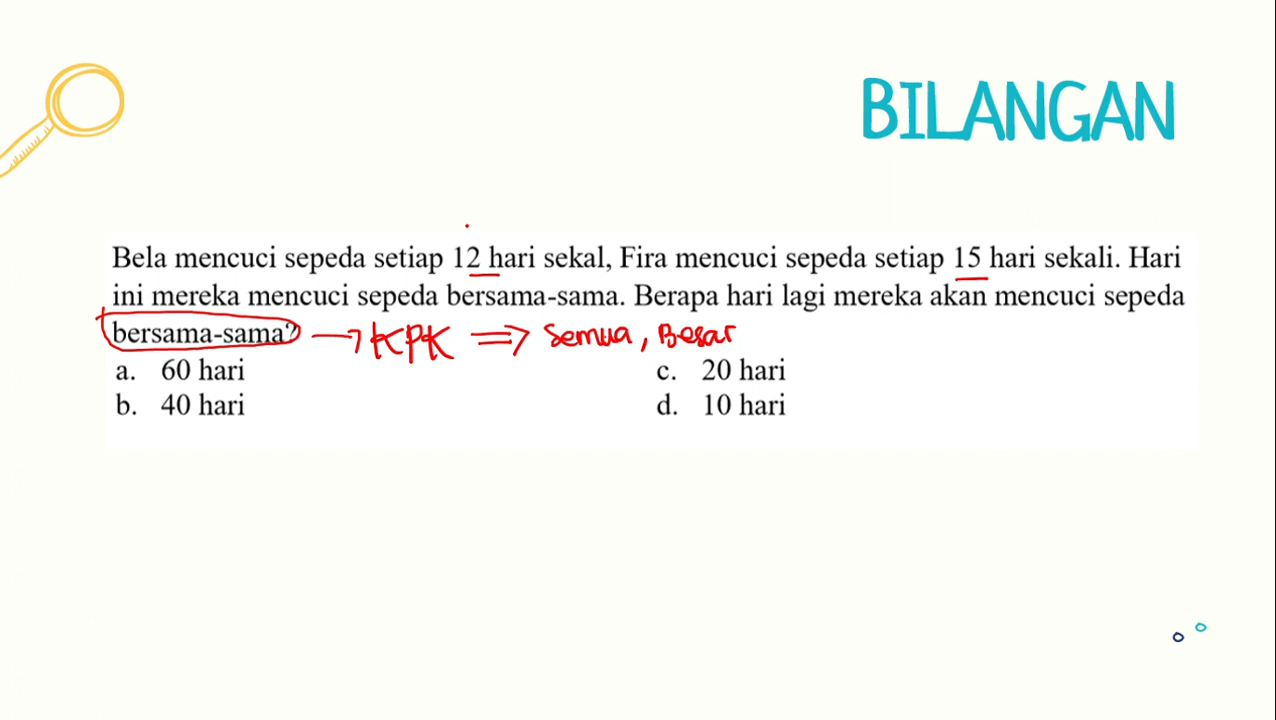 BILANGAN
Bela mencuci sepeda setiap 12 hari sekal, Fira mencuci sepeda setiap 15 hari sekali. Hari
ini mereka mencuci sepeda bersama-sama. Berapa hari lagi mereka akan mencuci sepeda
bersama-sama? → KPK ⇒ Semua, Besar
a. 60 hari c. 20 hari
b. 40 hari d. 10 hari